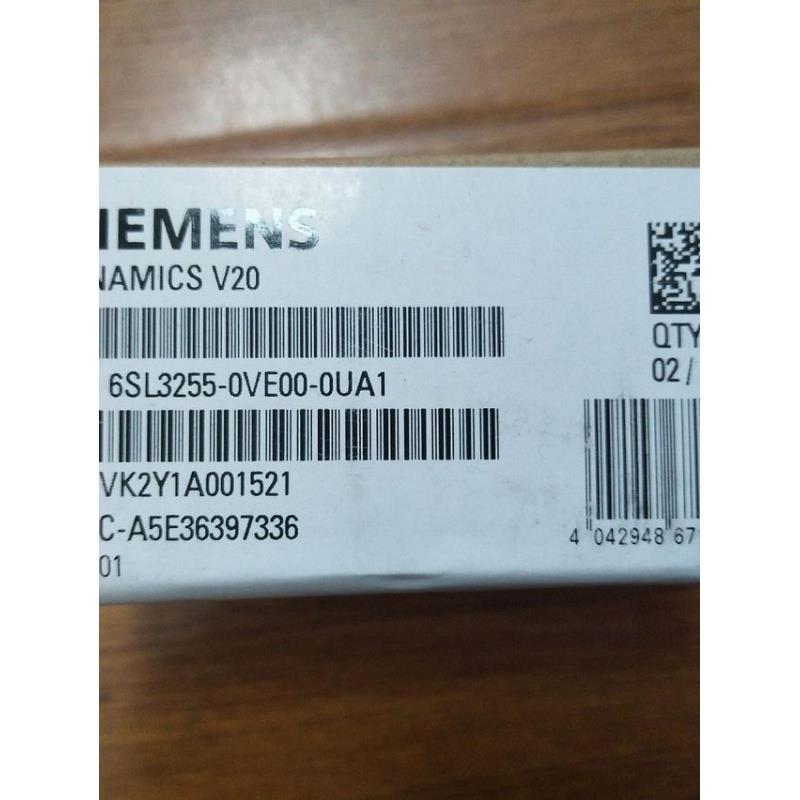 IEMENS
NAMICS V20
QTY
6SL3255-0VE00-0UA1
02/
VK2Y1A001521
C-A5E36397336
4 042948 67
01